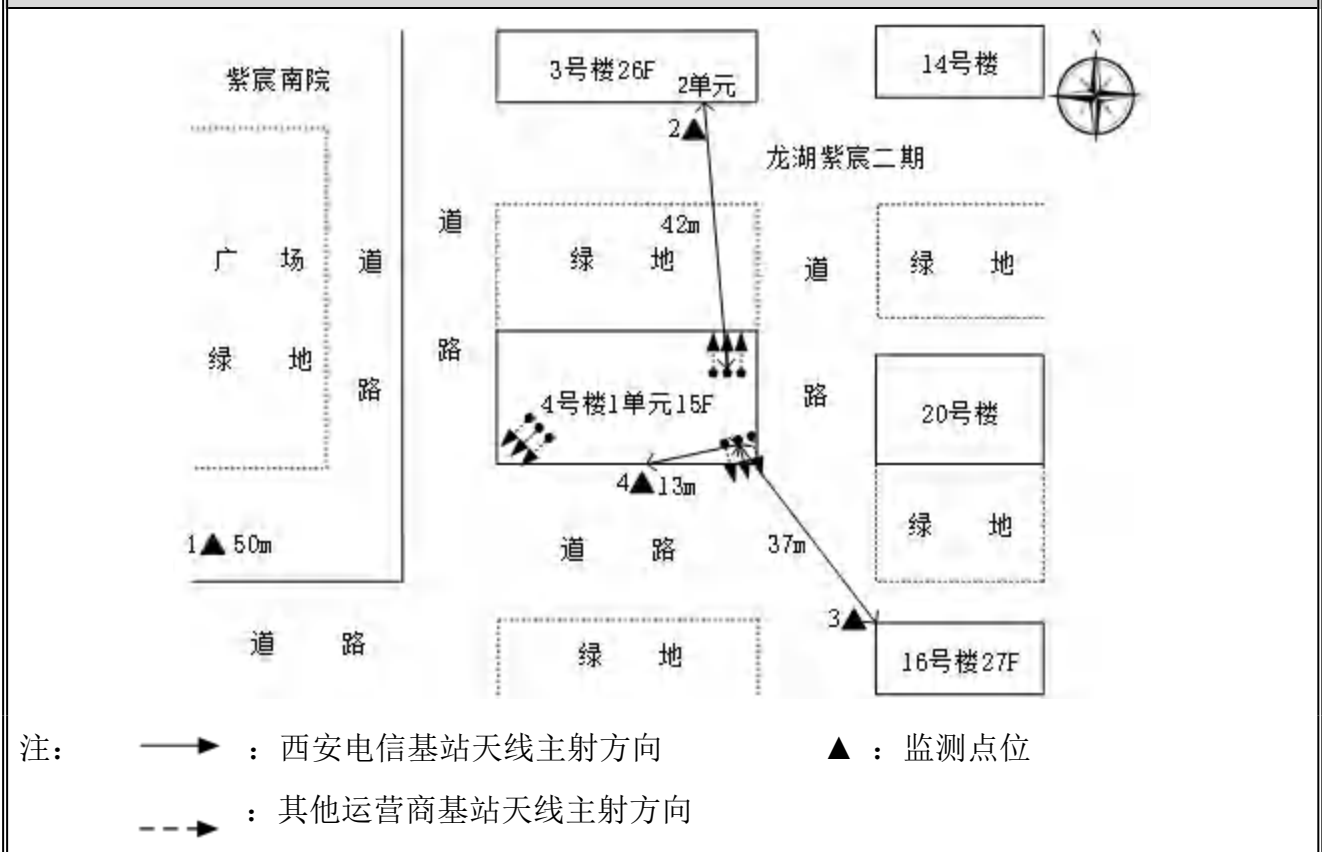 N
紫宸南院
3号楼26F
2单元
14号楼
2▲
龙湖紫宸二期
道路
42m
广场
绿地
道路
绿地
道路
绿地
4号楼1单元15F
20号楼
4▲13m
1▲50m
道路
37m
绿地
3▲
道路
绿地
16号楼27F
注：
：西安电信基站天线主射方向
▲：监测点位
：其他运营商基站天线主射方向